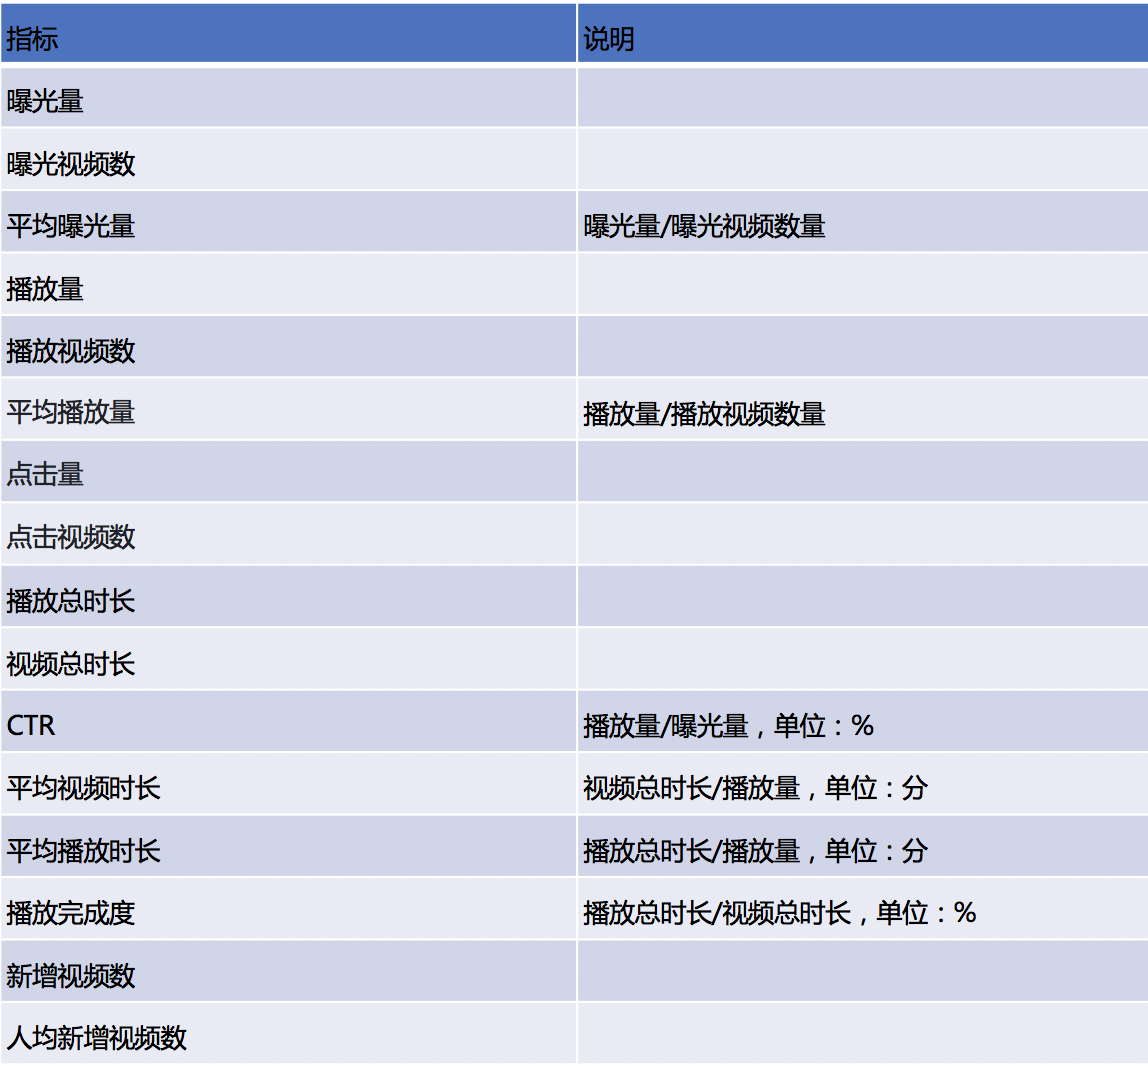 指标
说明
曝光量
曝光视频数
平均曝光量
曝光量/曝光视频数量
播放量
播放视频数
平均播放量
播放量/播放视频数量
点击量
点击视频数
播放总时长
视频总时长
CTR
播放量/曝光量，单位：%
平均视频时长
视频总时长/播放量，单位：分
平均播放时长
播放总时长/播放量，单位：分
播放完成度
播放总时长/视频总时长，单位：%
新增视频数
人均新增视频数